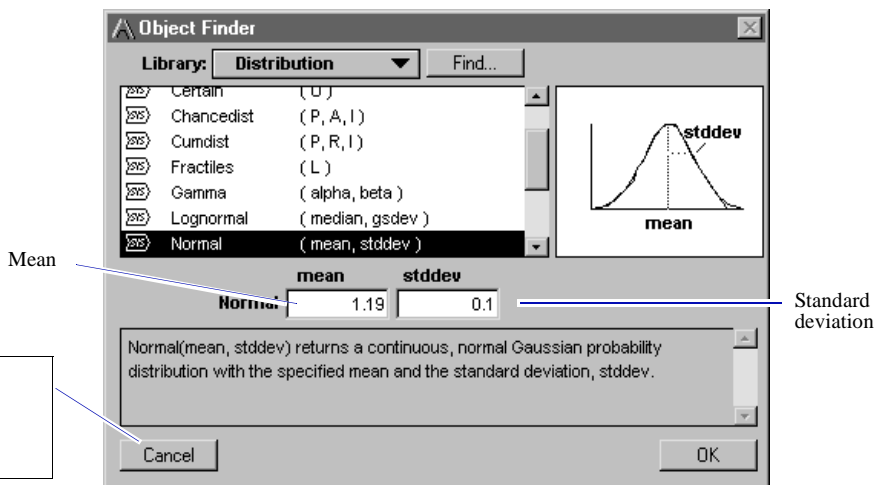 Object Finder
Library: Distribution Find...
Certain ( U )
Chancedist ( P, A, I )
Cumdist ( P, R, I )
Fractiles ( L )
Gamma ( alpha, beta )
Lognormal ( median, gsdev )
Normal ( mean, stddev )
stddev
mean
mean stddev
Normal 1.19 0.1
Mean
Standard
deviation
Normal(mean, stddev) returns a continuous, normal Gaussian probability
distribution with the specified mean and the standard deviation, stddev.
Cancel OK